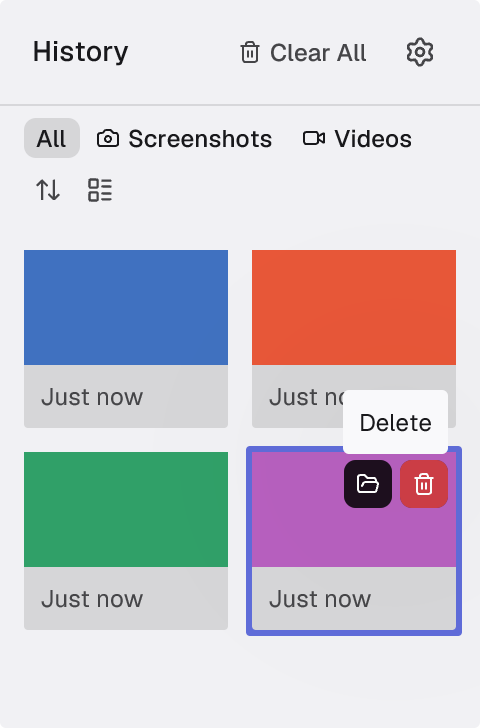 History
Clear All
All
Screenshots
Videos
Just now
Just no
Delete
Just now
Just now